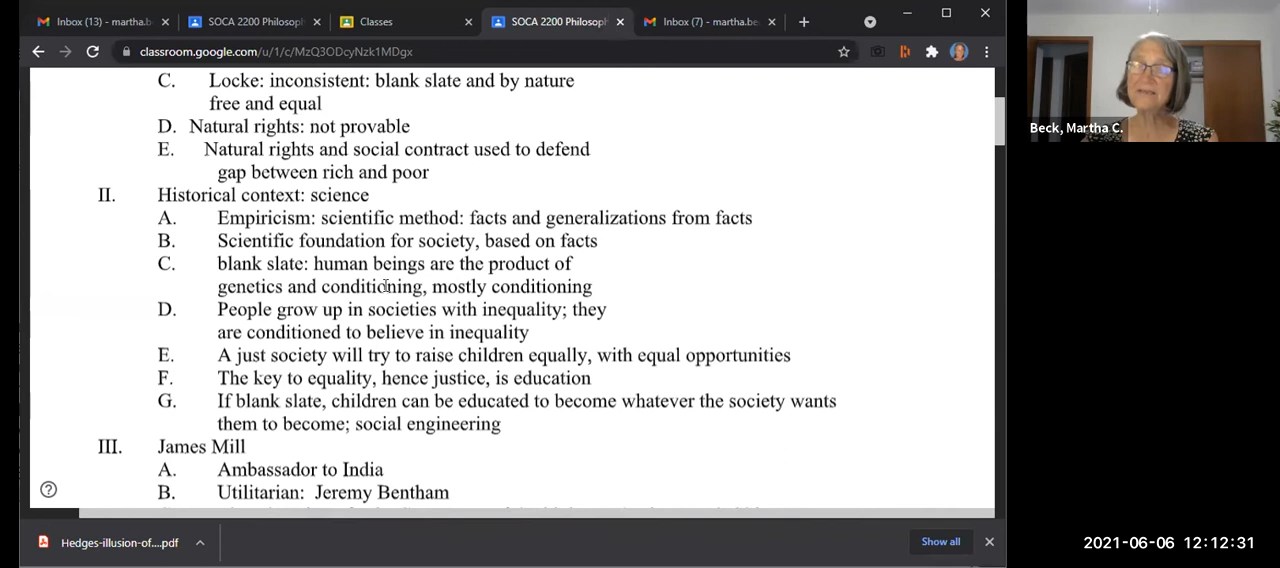 Inbox (13) - martha.b
SOCA 2200 Philosoph
Classes
SOCA 2200 Philosoph
Inbox (7) - martha.be
classroom.google.com/u/1/c/MzQ3ODcyNzk1MDgx
C. Locke: inconsistent: blank slate and by nature
free and equal
D. Natural rights: not provable
E. Natural rights and social contract used to defend
gap between rich and poor
II. Historical context: science
A. Empiricism: scientific method: facts and generalizations from facts
B. Scientific foundation for society, based on facts
C. blank slate: human beings are the product of
genetics and conditioning, mostly conditioning
D. People grow up in societies with inequality; they
are conditioned to believe in inequality
E. A just society will try to raise children equally, with equal opportunities
F. The key to equality, hence justice, is education
G. If blank slate, children can be educated to become whatever the society wants
them to become; social engineering
III. James Mill
A. Ambassador to India
B. Utilitarian: Jeremy Bentham
Hedges-illusion-of....pdf
Show all
Beck, Martha C.
2021-06-06 12:12:31